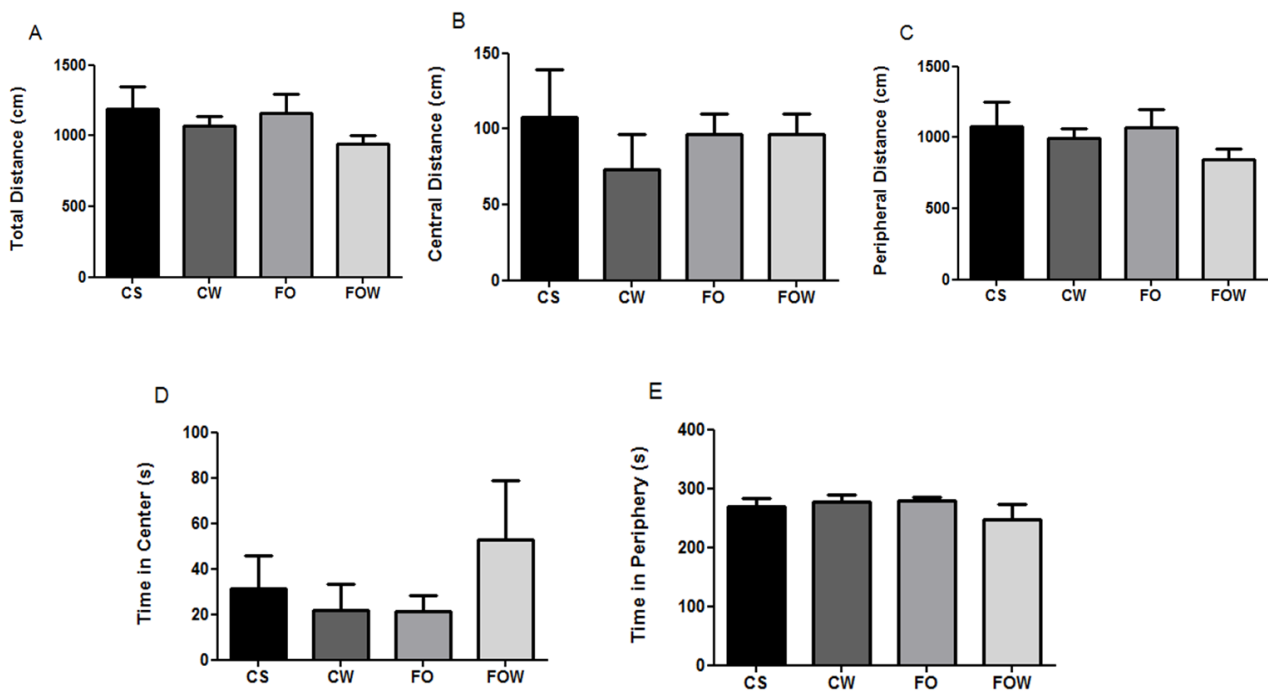 A
Total Distance (cm)
1500
1000
500
0
CS CW FO FOW
B
Central Distance (cm)
150
100
50
0
CS CW FO FOW
C
Peripheral Distance (cm)
1500
1000
500
0
CS CW FO FOW
D
Time in Center (s)
100
80
60
40
20
0
CS CW FO FOW
E
Time in Periphery (s)
400
300
200
100
0
CS CW FO FOW